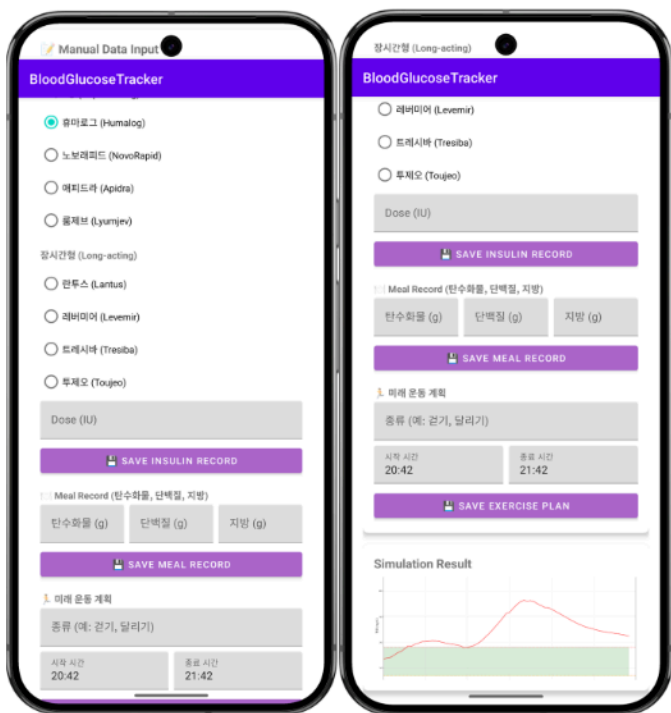 📝 Manual Data Input
BloodGlucoseTracker
휴마로그 (Humalog)
노보래피드 (NovoRapid)
애피드라 (Apidra)
룸제브 (Lyumjev)
장시간형 (Long-acting)
란투스 (Lantus)
레버미어 (Levemir)
트레시바 (Tresiba)
투제오 (Toujeo)
Dose (IU)
💾 SAVE INSULIN RECORD
🍽️ Meal Record (탄수화물, 단백질, 지방)
탄수화물 (g) 단백질 (g) 지방 (g)
💾 SAVE MEAL RECORD
🏃 미래 운동 계획
종류 (예: 걷기, 달리기)
시작 시간 종료 시간
20:42 21:42
장시간형 (Long-acting)
BloodGlucoseTracker
레버미어 (Levemir)
트레시바 (Tresiba)
투제오 (Toujeo)
Dose (IU)
💾 SAVE INSULIN RECORD
🍽️ Meal Record (탄수화물, 단백질, 지방)
탄수화물 (g) 단백질 (g) 지방 (g)
💾 SAVE MEAL RECORD
🏃 미래 운동 계획
종류 (예: 걷기, 달리기)
시작 시간 종료 시간
20:42 21:42
💾 SAVE EXERCISE PLAN
Simulation Result